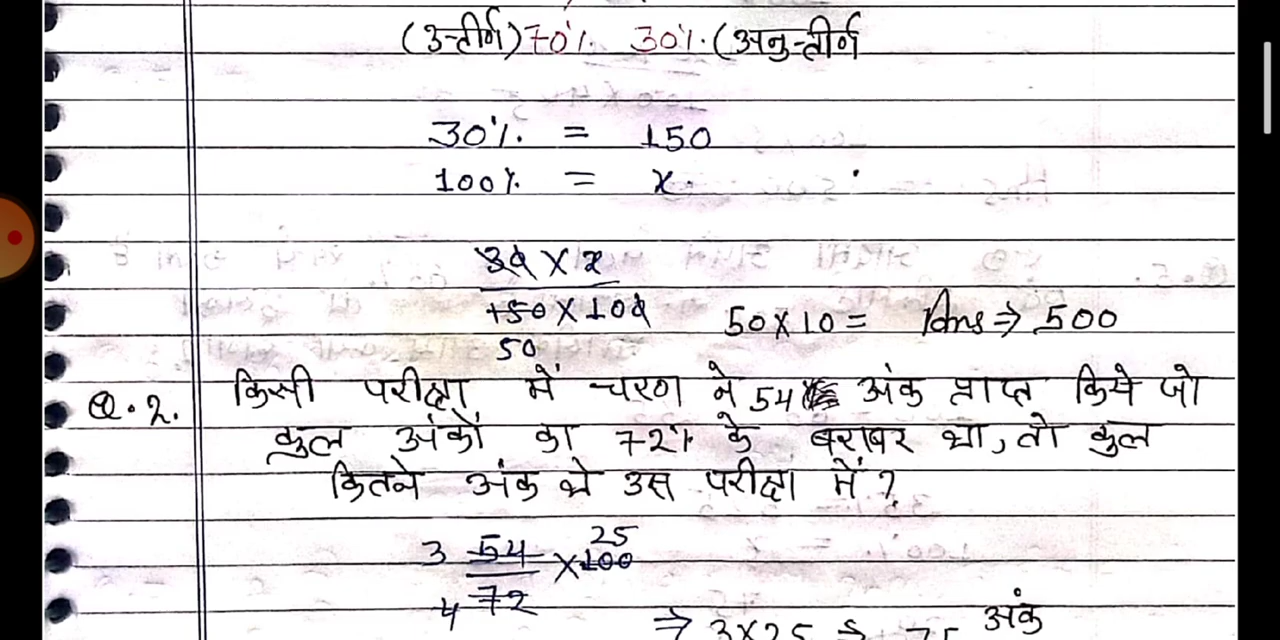 (उत्तीर्ण) 70% 30% (अनुत्तीर्ण
30% = 150
100% = x
30 × x
150 × 100 50 × 10 = Ans ⇒ 500
50
Q.2. किसी परीक्षा में चरण ने 54 अंक प्राप्त किये जो
कुल अंकों का 72% के बराबर था, तो कुल
कितने अंक थे उस परीक्षा में?
25
3 54 × 100
4 72
⇒ 3×25 ⇒ 75 अंक